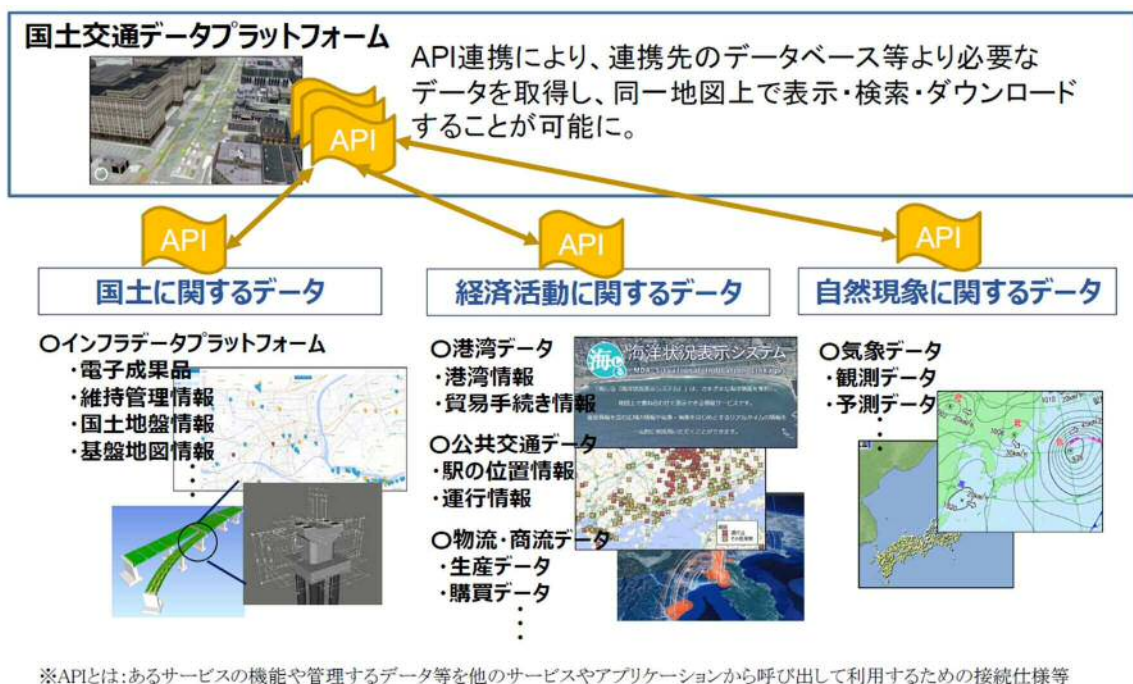 国土交通データプラットフォーム
API連携により、連携先のデータベース等より必要な
データを取得し、同一地図上で表示・検索・ダウンロード
することが可能に。
API
API
API
API
国土に関するデータ
○インフラデータプラットフォーム
・電子成果品
・維持管理情報
・国土地盤情報
・基盤地図情報
経済活動に関するデータ
○港湾データ
・港湾情報
・貿易手続き情報
○公共交通データ
・駅の位置情報
・運行情報
○物流・商流データ
・生産データ
・購買データ
海しる
海洋状況表示システム
自然現象に関するデータ
○気象データ
・観測データ
・予測データ
※APIとは：あるサービスの機能や管理するデータ等を他のサービスやアプリケーションから呼び出して利用するための接続仕様等